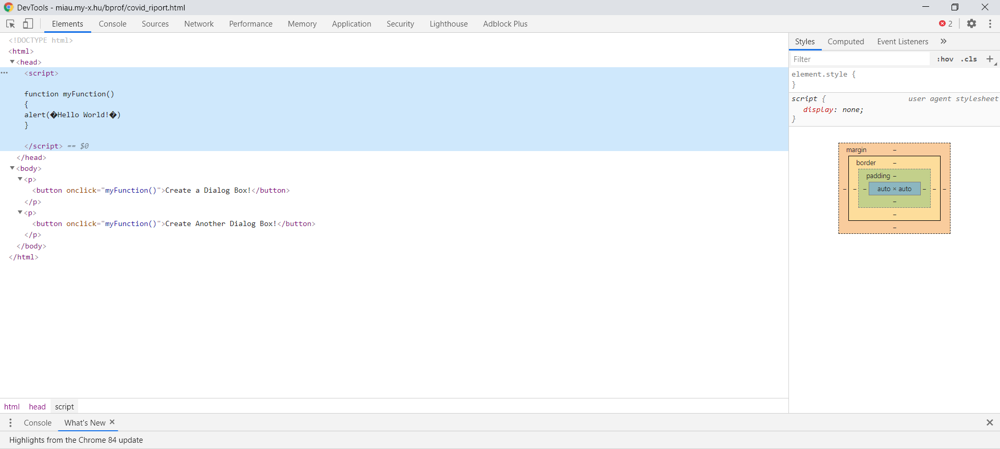 DevTools - miau.my-x.hu/bprof/covid_riport.html
Elements Console Sources Network Performance Memory Application Security Lighthouse Adblock Plus 2
<!DOCTYPE html>
<html>
<head>
<script>
function myFunction()
{
alert(�Hello World!�)
}
</script> == $0
</head>
<body>
<p>
<button onclick="myFunction()">Create a Dialog Box!</button>
</p>
<p>
<button onclick="myFunction()">Create Another Dialog Box!</button>
</p>
</body>
</html>
Styles Computed Event Listeners »
Filter :hov .cls +
element.style {
}
script { user agent stylesheet
display: none;
}
margin –
border –
padding –
– – – auto × auto – – –
–
–
–
html head script
Console What's New ×
Highlights from the Chrome 84 update